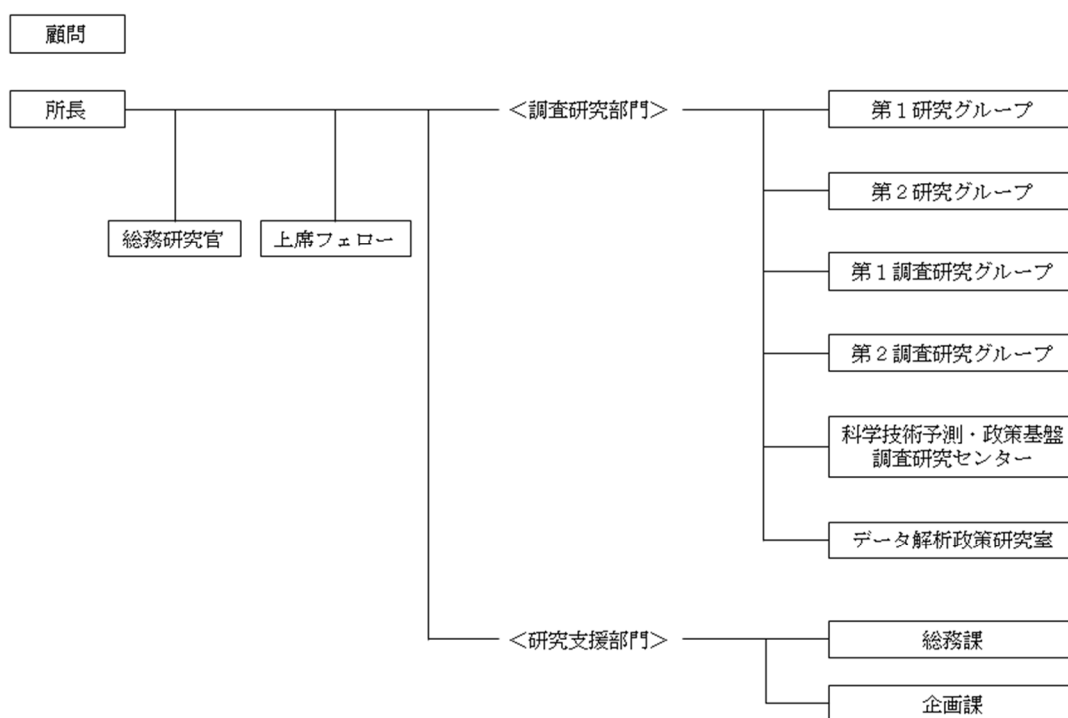 顧問
所長
＜調査研究部門＞
第１研究グループ
第２研究グループ
総務研究官
上席フェロー
第１調査研究グループ
第２調査研究グループ
科学技術予測・政策基盤
調査研究センター
データ解析政策研究室
＜研究支援部門＞
総務課
企画課